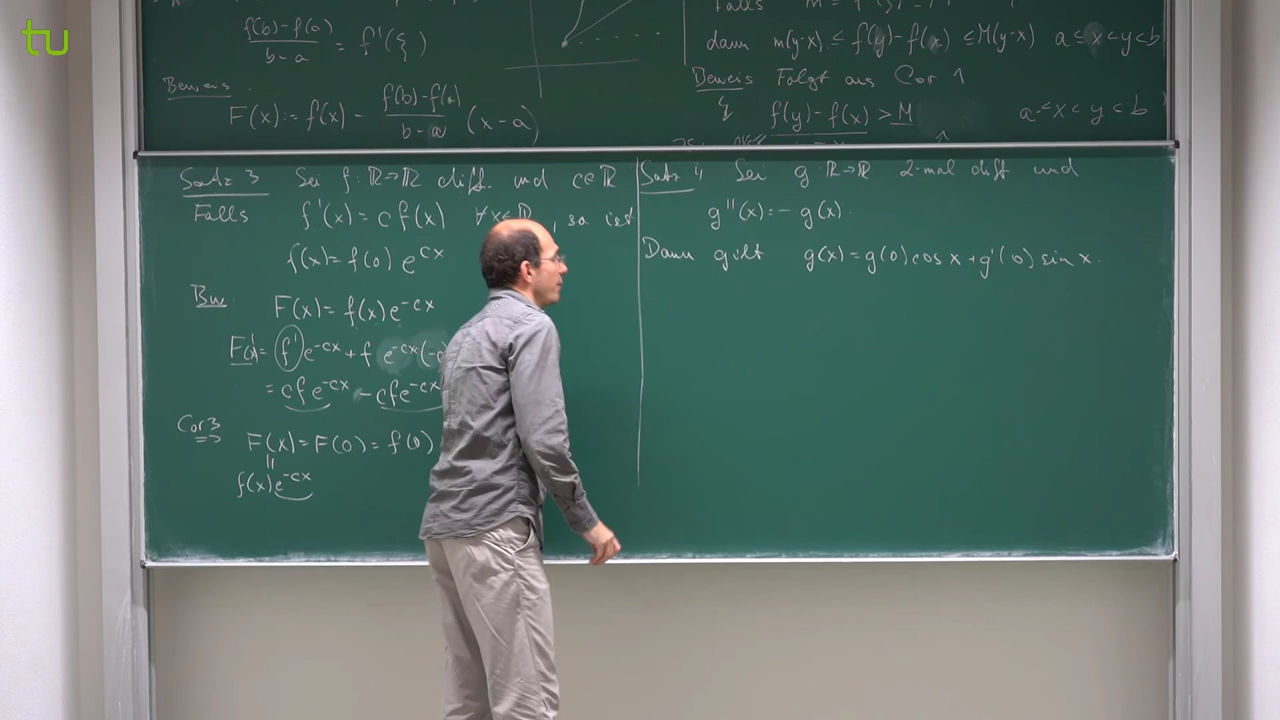 tu
f(b)-f(a)
b-a
= f'(ξ)
Beweis
F(x):= f(x) - f(b)-f(a) / b-a (x-a)
Falls
dann m(y-x) ≤ f(y)-f(x) ≤ M(y-x) a≤x<y<b
Beweis Folgt aus Cor 1
f(y)-f(x) > M a≤x<y<b
Satz 3 Sei f: ℝ→ℝ diff. und c∈ℝ
Falls f'(x) = c f(x) ∀x∈ℝ, so ist
f(x) = f(0) e^{cx}
Bw. F(x) = f(x) e^{-cx}
F'(x) = f' e^{-cx} + f e^{-cx}(-c
= c f e^{-cx} - c f e^{-cx}
Cor 3
⇒ F(x) = F(0) = f(0)
=
f(x) e^{-cx}
Satz 4 Sei g: ℝ→ℝ 2-mal diff und
g''(x) = - g(x).
Dann gilt g(x) = g(0) cos x + g'(0) sin x.